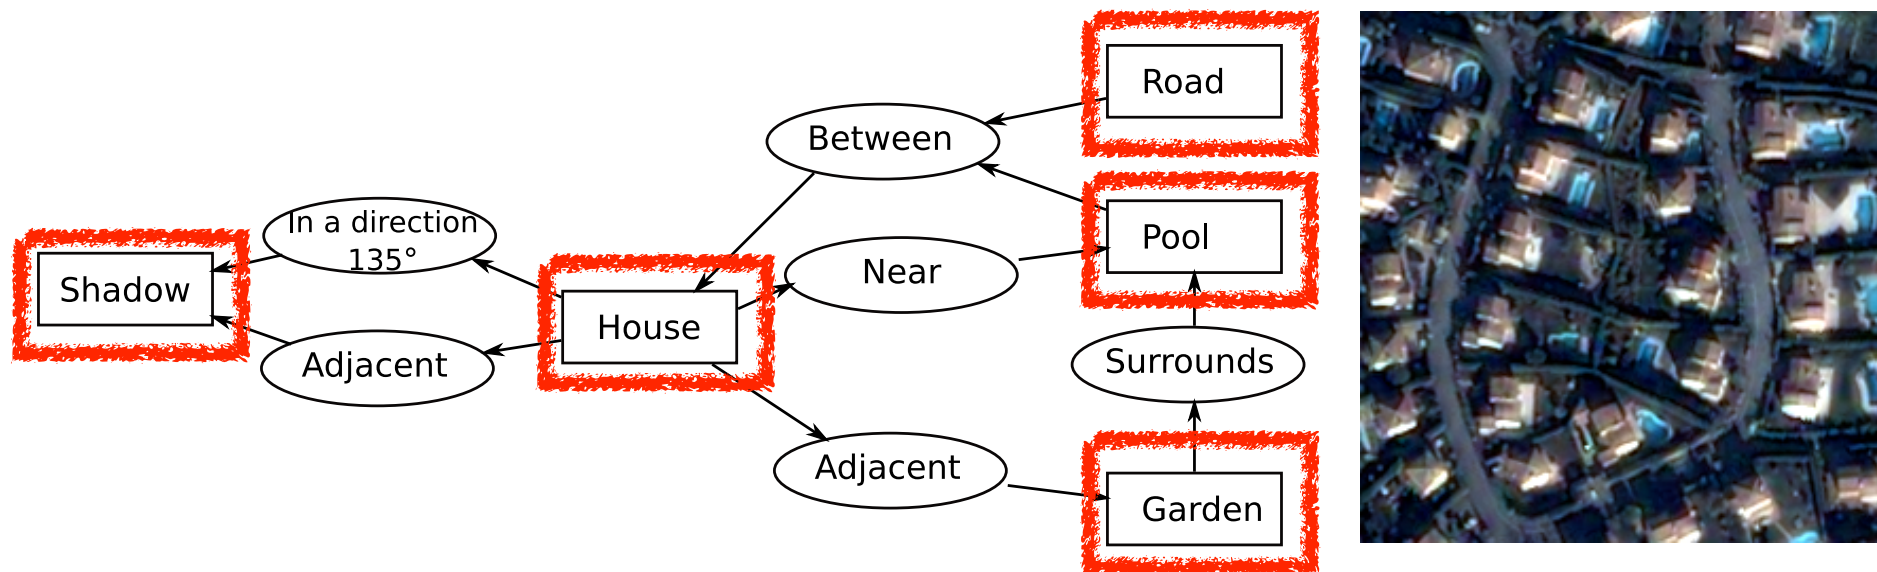 Road
Between
Pool
In a direction
135°
Shadow
Near
House
Adjacent
Surrounds
Adjacent
Garden